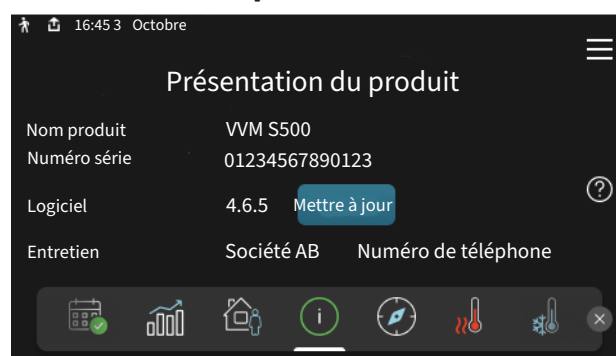 16:45 3 Octobre
Présentation du produit
Nom produit VVM S500
Numéro série 01234567890123
Logiciel 4.6.5 Mettre à jour
Entretien Société AB Numéro de téléphone